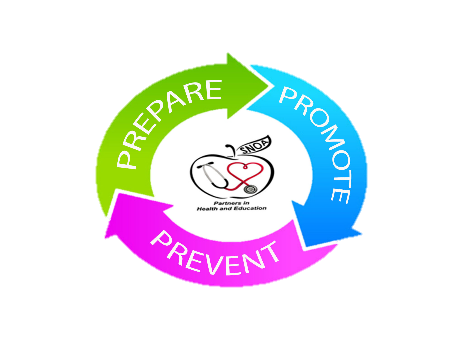 PREPARE
PROMOTE
SNOA
Partners in
Health and Education
PREVENT